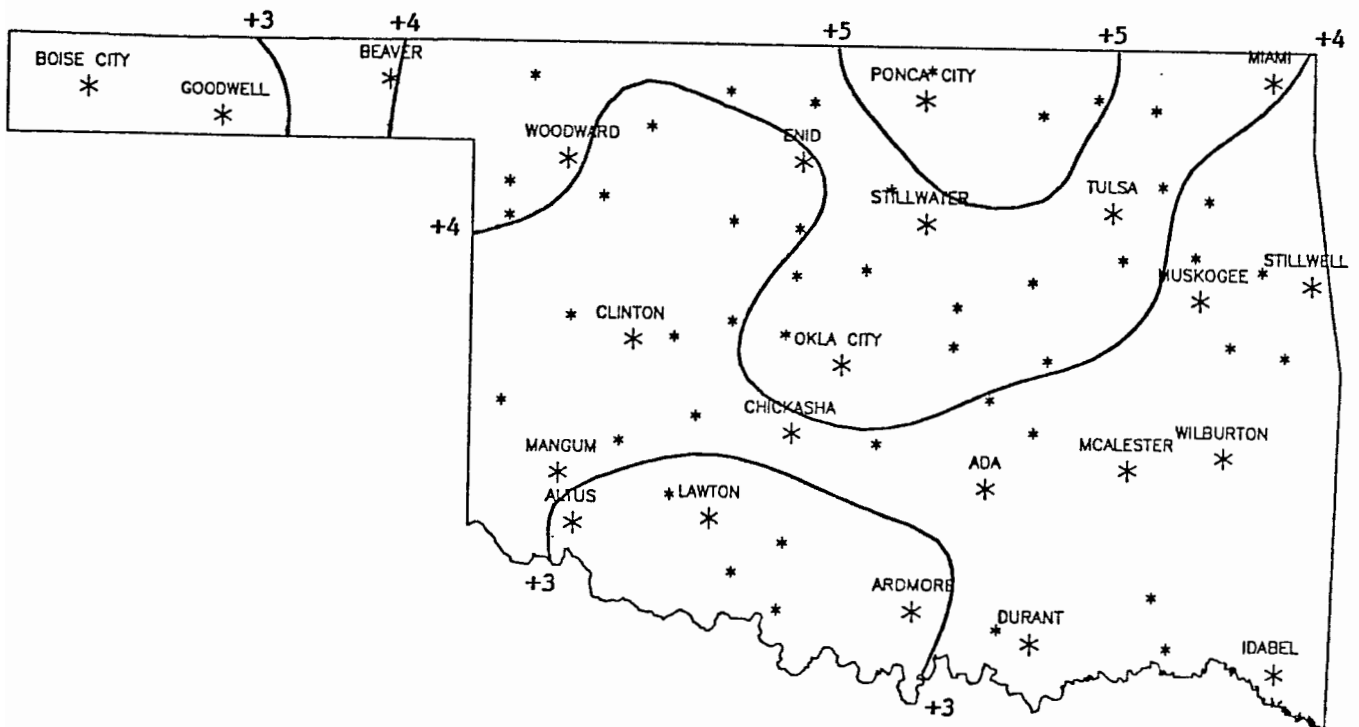 +3
+4
+5
+5
+4
BOISE CITY
GOODWELL
BEAVER
PONCA CITY
MIAMI
WOODWARD
ENID
STILLWATER
TULSA
+4
MUSKOGEE
STILLWELL
CLINTON
OKLA CITY
CHICKASHA
MANGUM
ADA
MCALESTER
WILBURTON
ALTUS
LAWTON
+3
ARDMORE
DURANT
IDABEL
+3